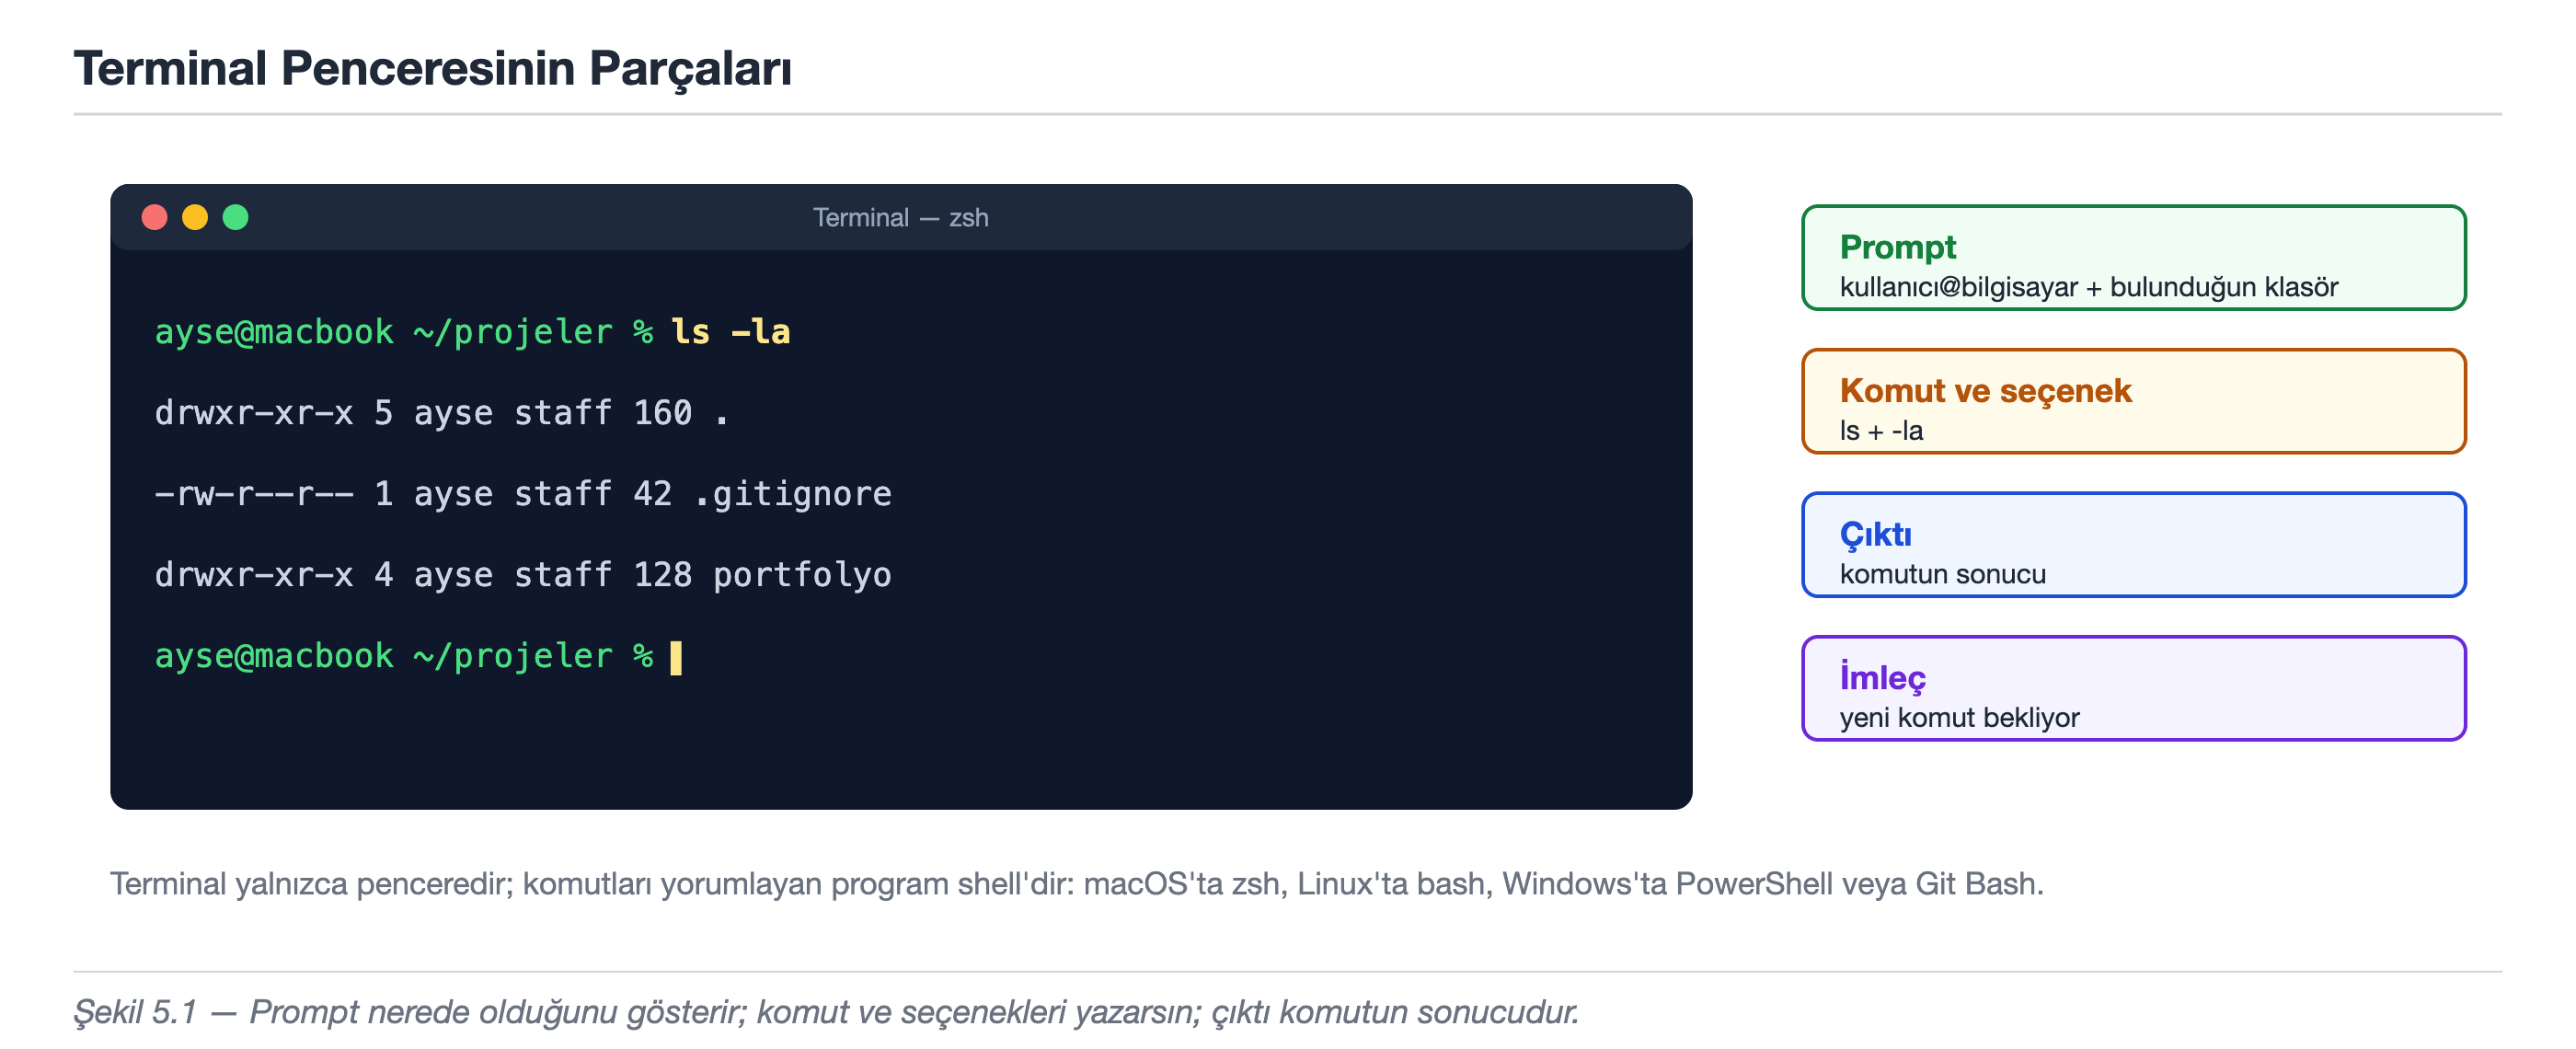 Terminal Penceresinin Parçaları
Terminal — zsh
ayse@macbook ~/projeler % ls -la
drwxr-xr-x 5 ayse staff 160 .
-rw-r--r-- 1 ayse staff 42 .gitignore
drwxr-xr-x 4 ayse staff 128 portfolyo
ayse@macbook ~/projeler %
Prompt
kullanıcı@bilgisayar + bulunduğun klasör
Komut ve seçenek
ls + -la
Çıktı
komutun sonucu
İmleç
yeni komut bekliyor
Terminal yalnızca penceredir; komutları yorumlayan program shell'dir: macOS'ta zsh, Linux'ta bash, Windows'ta PowerShell veya Git Bash.
Şekil 5.1 — Prompt nerede olduğunu gösterir; komut ve seçenekleri yazarsın; çıktı komutun sonucudur.